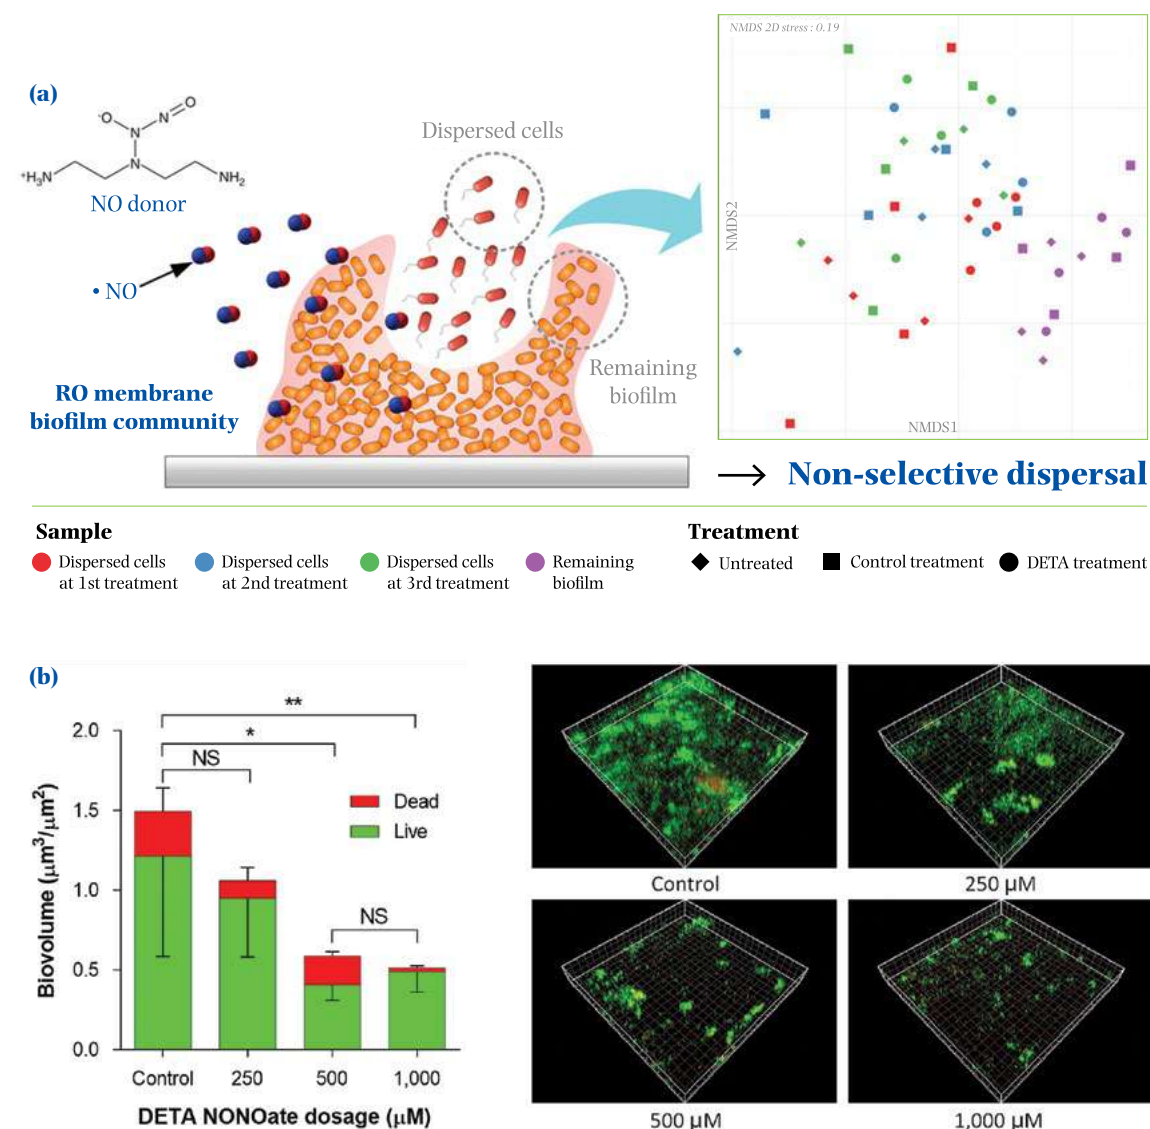 (a)
NMDS 2D stress : 0.19
-O
N
N
O
N
+H3N
NH2
NO donor
• NO
Dispersed cells
Remaining
biofilm
RO membrane
biofilm community
NMDS2
NMDS1
Non-selective dispersal
Sample
Dispersed cells
at 1st treatment
Dispersed cells
at 2nd treatment
Dispersed cells
at 3rd treatment
Remaining
biofilm
Treatment
Untreated
Control treatment
DETA treatment
(b)
**
*
NS
NS
2.0
1.5
1.0
0.5
0.0
Biovolume (μm³/μm²)
Dead
Live
Control 250 500 1,000
DETA NONOate dosage (μM)
Control
250 μM
500 μM
1,000 μM